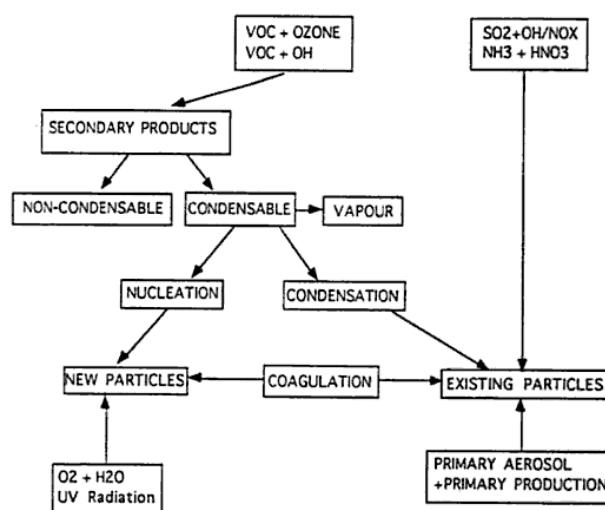 VOC + OZONE
VOC + OH
SO2+OH/NOX
NH3 + HNO3
SECONDARY PRODUCTS
NON-CONDENSABLE
CONDENSABLE
VAPOUR
NUCLEATION
CONDENSATION
NEW PARTICLES
COAGULATION
EXISTING PARTICLES
O2 + H2O
UV Radiation
PRIMARY AEROSOL
+PRIMARY PRODUCTION